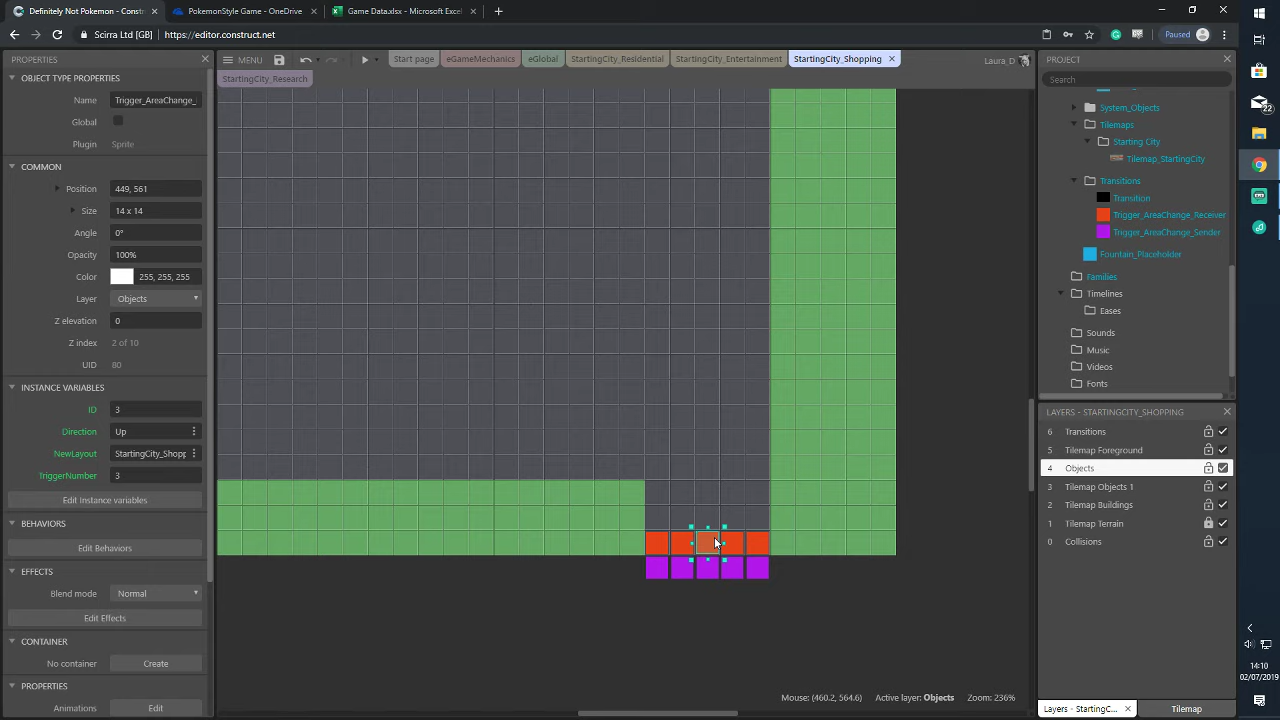 Definitely Not Pokemon - Constr
PokemonStyle Game - OneDrive
Game Data.xlsx - Microsoft Excel
Scirra Ltd [GB] | https://editor.construct.net
Paused
PROPERTIES
MENU
Start page
eGameMechanics
eGlobal
StartingCity_Residential
StartingCity_Entertainment
StartingCity_Shopping
Laura_D
StartingCity_Research
OBJECT TYPE PROPERTIES
Name Trigger_AreaChange_
Global
Plugin Sprite
COMMON
Position 449, 561
Size 14 x 14
Angle 0°
Opacity 100%
Color 255, 255, 255
Layer Objects
Z elevation 0
Z index 2 of 10
UID 80
INSTANCE VARIABLES
ID 3
Direction Up
NewLayout StartingCity_Shopp
TriggerNumber 3
Edit Instance variables
BEHAVIORS
Edit Behaviors
EFFECTS
Blend mode Normal
Edit Effects
CONTAINER
No container Create
PROPERTIES
Animations Edit
Mouse: (460.2, 564.6) Active layer: Objects Zoom: 236%
PROJECT
Search
System_Objects
Tilemaps
Starting City
Tilemap_StartingCity
Transitions
Transition
Trigger_AreaChange_Receiver
Trigger_AreaChange_Sender
Fountain_Placeholder
Families
Timelines
Eases
Sounds
Music
Videos
Fonts
LAYERS - STARTINGCITY_SHOPPING
6 Transitions
5 Tilemap Foreground
4 Objects
3 Tilemap Objects 1
2 Tilemap Buildings
1 Tilemap Terrain
0 Collisions
Layers - StartingC...
Tilemap
22
14:10
02/07/2019